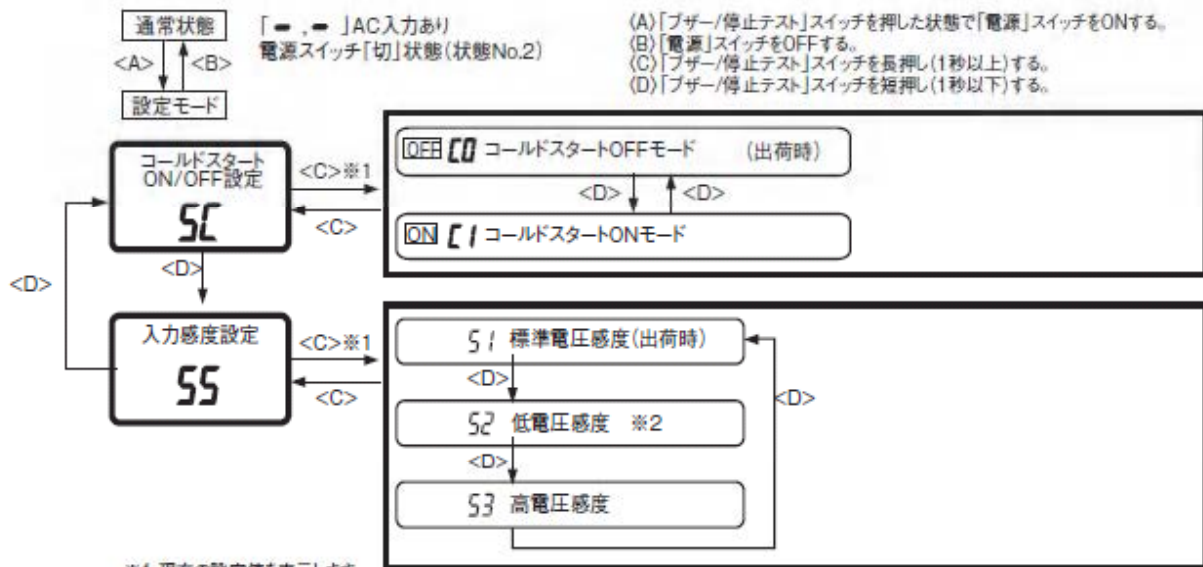 通常状態
「 - , - 」AC入力あり
電源スイッチ「切」状態(状態No.2)
<A>
<B>
設定モード
〈A〉「ブザー/停止テスト」スイッチを押した状態で「電源」スイッチをONする。
〈B〉「電源」スイッチをOFFする。
〈C〉「ブザー/停止テスト」スイッチを長押し(1秒以上)する。
〈D〉「ブザー/停止テスト」スイッチを短押し(1秒以下)する。
コールドスタート
ON/OFF設定
SC
<C>※1
<C>
OFF C0 コールドスタートOFFモード (出荷時)
<D>
<D>
ON C1 コールドスタートONモード
<D>
<D>
入力感度設定
SS
<C>※1
<C>
S1 標準電圧感度(出荷時)
<D>
S2 低電圧感度 ※2
<D>
S3 高電圧感度
<D>